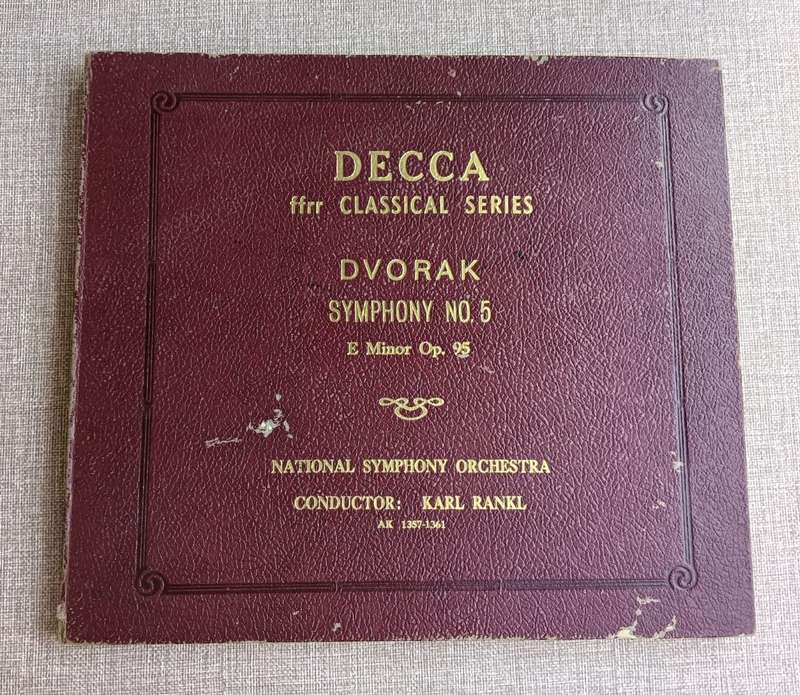 DECCA
ffrr CLASSICAL SERIES
DVORAK
SYMPHONY NO. 5
E Minor Op. 95
NATIONAL SYMPHONY ORCHESTRA
CONDUCTOR: KARL RANKL
AK 1357-1361